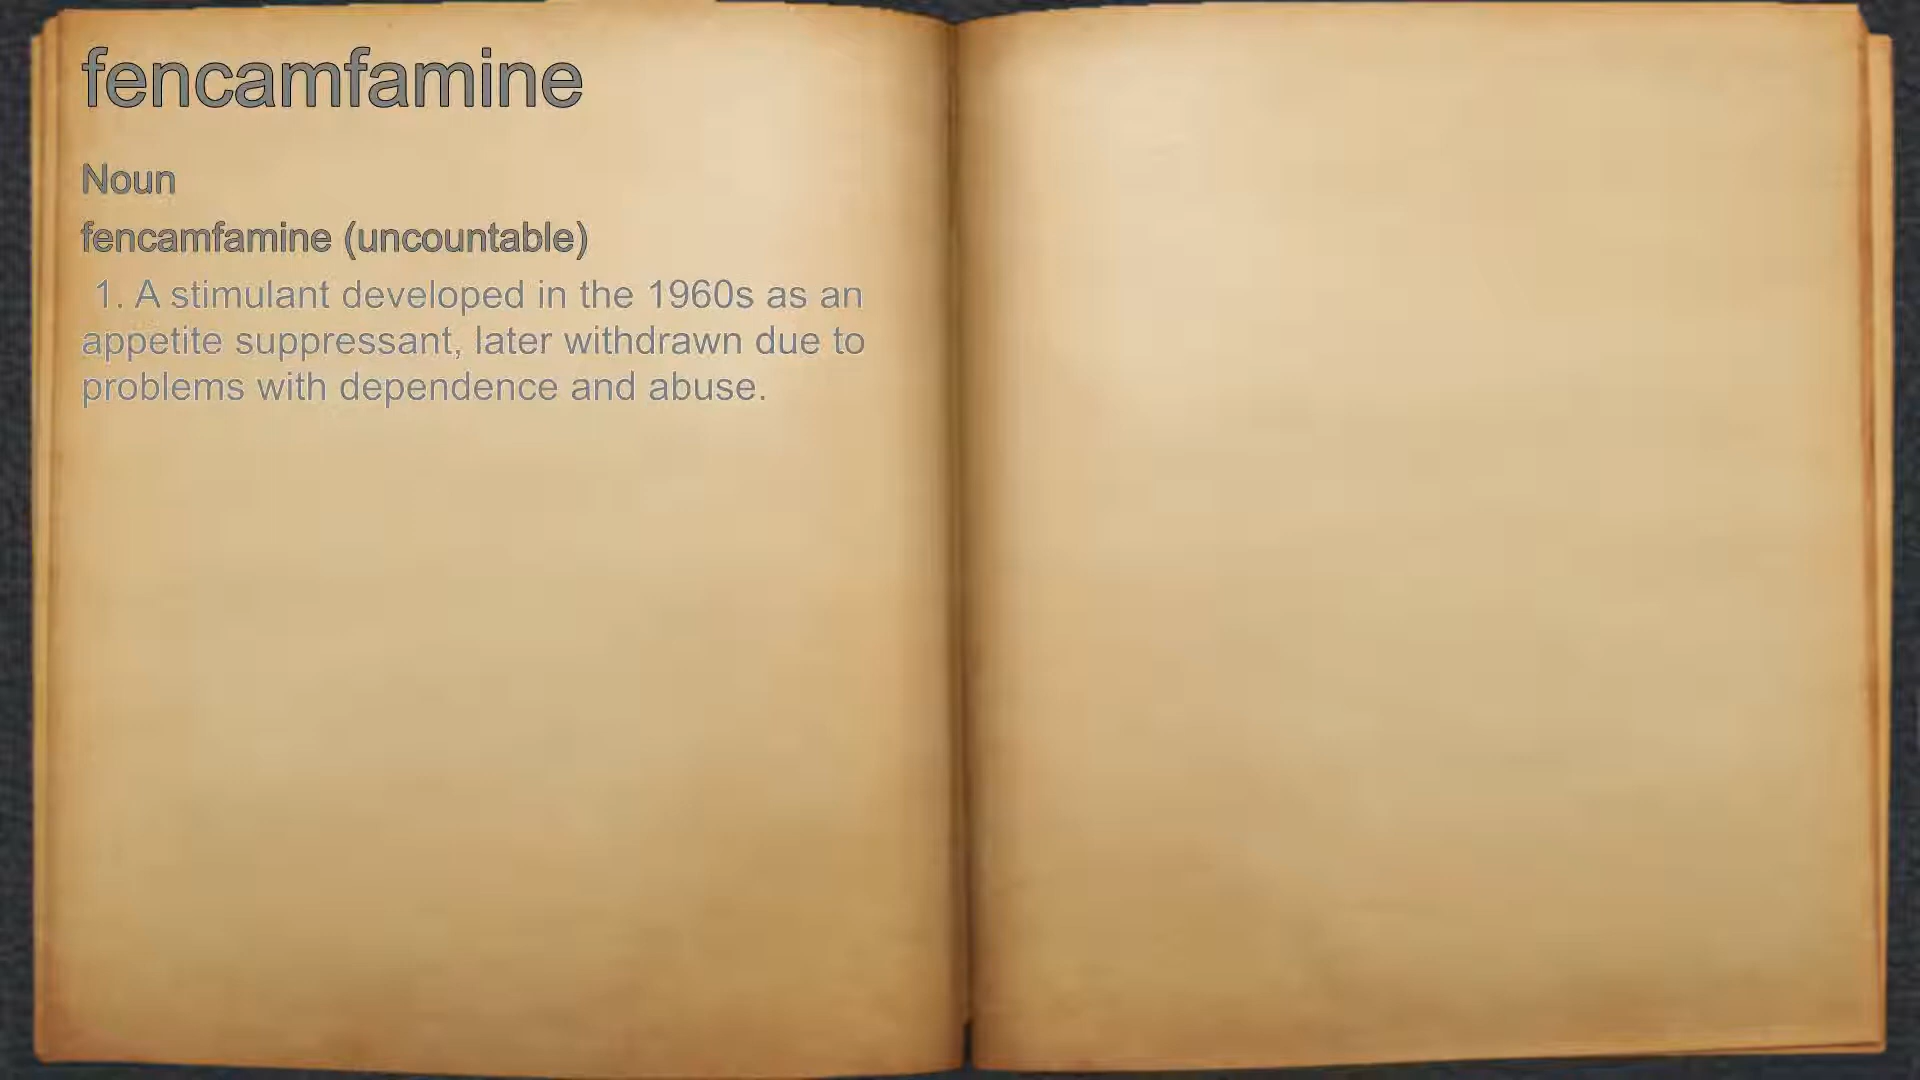 fencamfamine
Noun
fencamfamine (uncountable)
1. A stimulant developed in the 1960s as an
appetite suppressant, later withdrawn due to
problems with dependence and abuse.